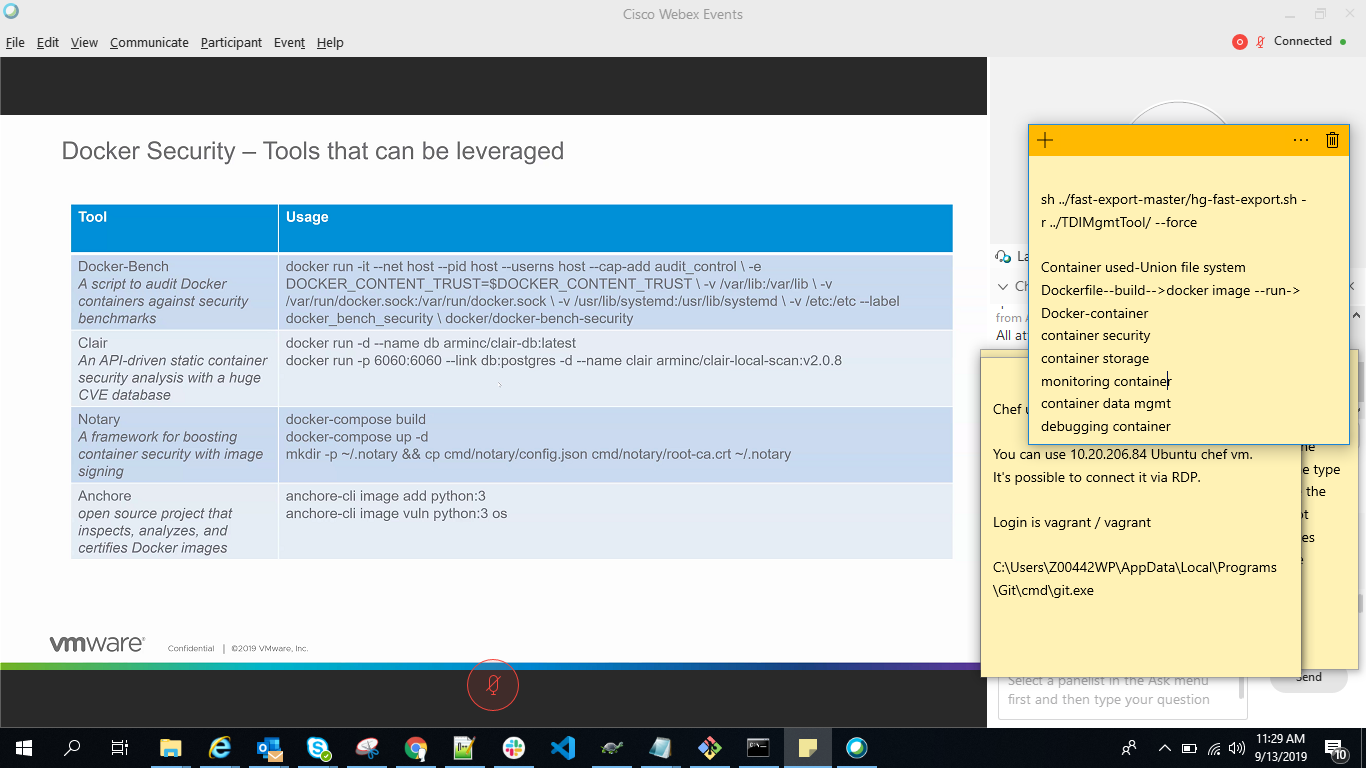 Cisco Webex Events
File Edit View Communicate Participant Event Help
Connected
Docker Security – Tools that can be leveraged
Tool Usage
Docker-Bench
A script to audit Docker
containers against security
benchmarks
docker run -it --net host --pid host --userns host --cap-add audit_control \ -e
DOCKER_CONTENT_TRUST=$DOCKER_CONTENT_TRUST \ -v /var/lib:/var/lib \ -v
/var/run/docker.sock:/var/run/docker.sock \ -v /usr/lib/systemd:/usr/lib/systemd \ -v /etc:/etc --label
docker_bench_security \ docker/docker-bench-security
Clair
An API-driven static container
security analysis with a huge
CVE database
docker run -d --name db arminc/clair-db:latest
docker run -p 6060:6060 --link db:postgres -d --name clair arminc/clair-local-scan:v2.0.8
Notary
A framework for boosting
container security with image
signing
docker-compose build
docker-compose up -d
mkdir -p ~/.notary && cp cmd/notary/config.json cmd/notary/root-ca.crt ~/.notary
Anchore
open source project that
inspects, analyzes, and
certifies Docker images
anchore-cli image add python:3
anchore-cli image vuln python:3 os
vmware
Confidential | ©2019 VMware, Inc.
sh ../fast-export-master/hg-fast-export.sh -
r ../TDIMgmtTool/ --force
Container used-Union file system
Dockerfile--build-->docker image --run->
Docker-container
container security
container storage
monitoring container
container data mgmt
debugging container
from
All at
Chef
You can use 10.20.206.84 Ubuntu chef vm.
It's possible to connect it via RDP.
Login is vagrant / vagrant
C:\Users\Z00442WP\AppData\Local\Programs
\Git\cmd\git.exe
e type
the
Select a panelist in the Ask menu
first and then type your question
Send
11:29 AM
9/13/2019
10